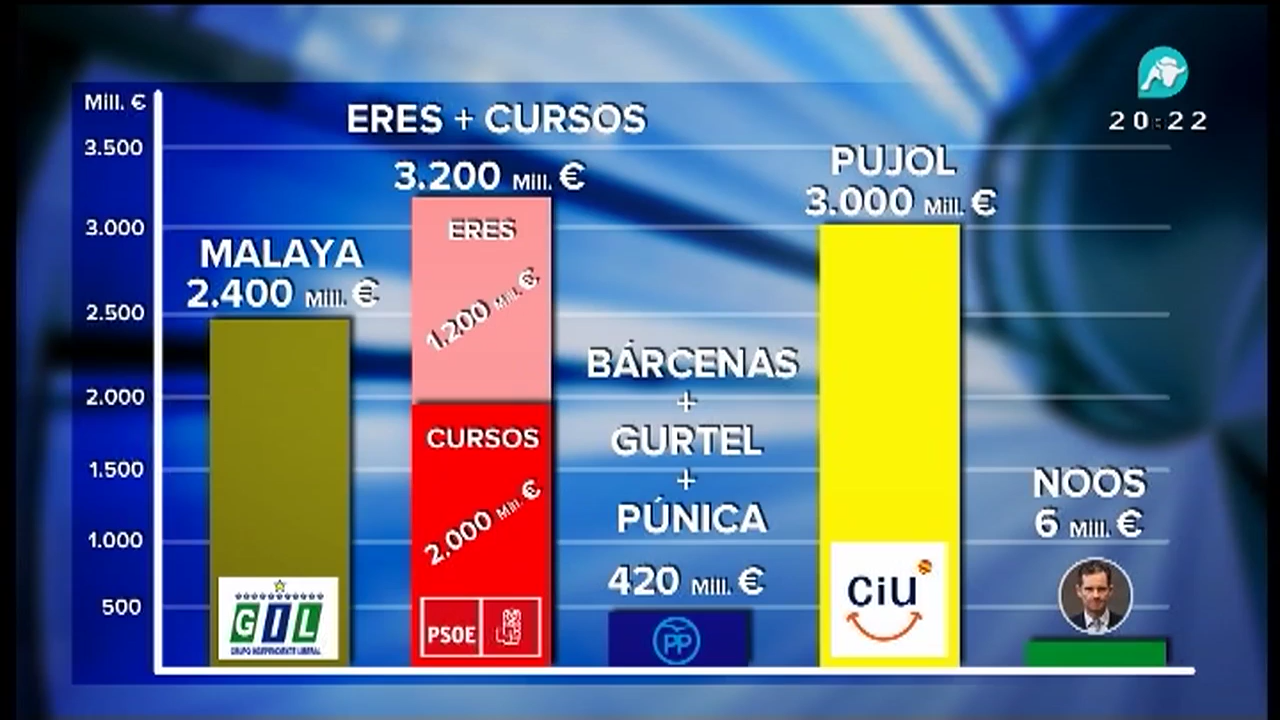 Mill. €
3.500
3.000
2.500
2.000
1.500
1.000
500
MALAYA
2.400 Mill. €
GIL
GRUPO INDEPENDIENTE LIBERAL
ERES + CURSOS
3.200 Mill. €
ERES
1.200 Mill. €
CURSOS
2.000 Mill. €
PSOE
BÁRCENAS
+
GURTEL
+
PÚNICA
420 Mill. €
PP
PUJOL
3.000 Mill. €
CiU
NOOS
6 Mill. €
20:22